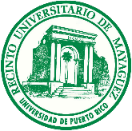 RECINTO UNIVERSITARIO DE MAYAGÜEZ
UNIVERSIDAD DE PUERTO RICO